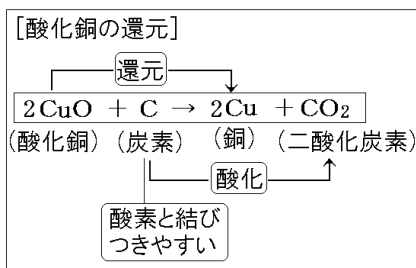 [酸化銅の還元]
還元
2CuO + C → 2Cu + CO₂
(酸化銅) (炭素) (銅) (二酸化炭素)
酸化
酸素と結び
つきやすい